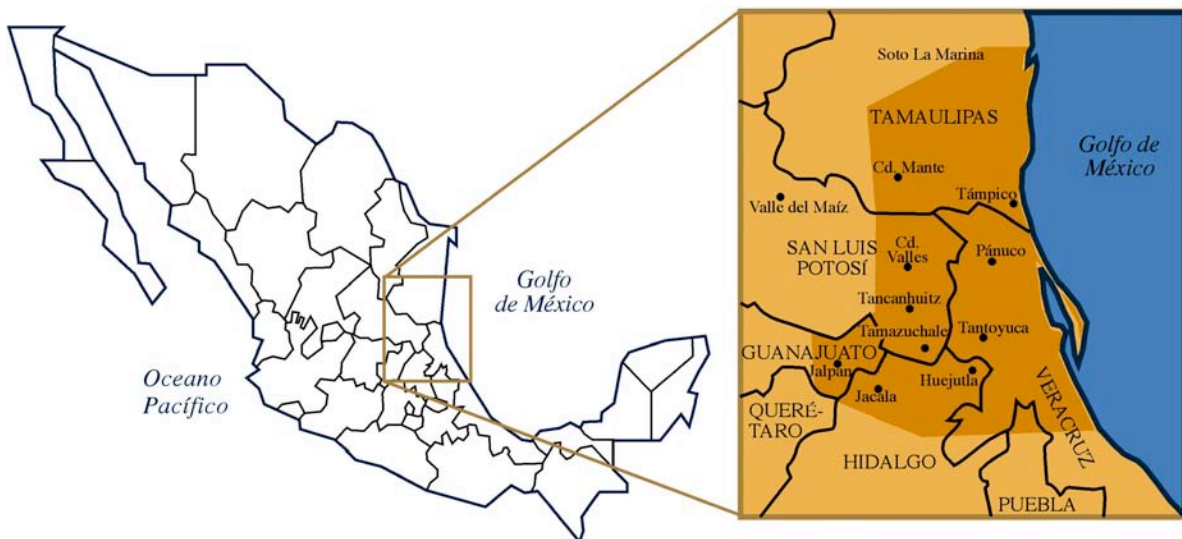 Golfo
de México
Oceano
Pacífico
Soto La Marina
TAMAULIPAS
Golfo de
México
Cd. Mante
Valle del Maíz
Támpico
SAN LUIS
POTOSÍ
Cd.
Valles
Pánuco
Tancanhuitz
Tamazuchale
Tantoyuca
GUANAJUATO
Jalpan
Huejutla
Jacala
VERACRUZ
QUERÉ-
TARO
HIDALGO
PUEBLA